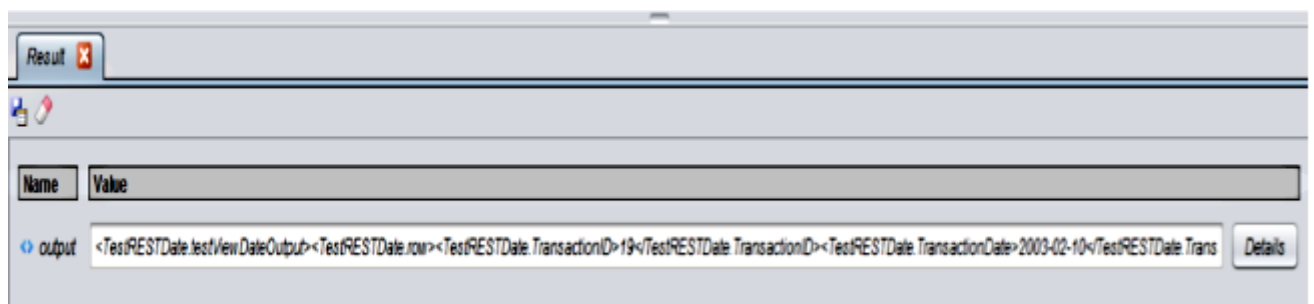 Result
Name Value
output <TestRESTDate.testViewDateOutput><TestRESTDate.row><TestRESTDate.TransactionID>19</TestRESTDate.TransactionID><TestRESTDate.TransactionDate>2003-02-10</TestRESTDate.Trans Details